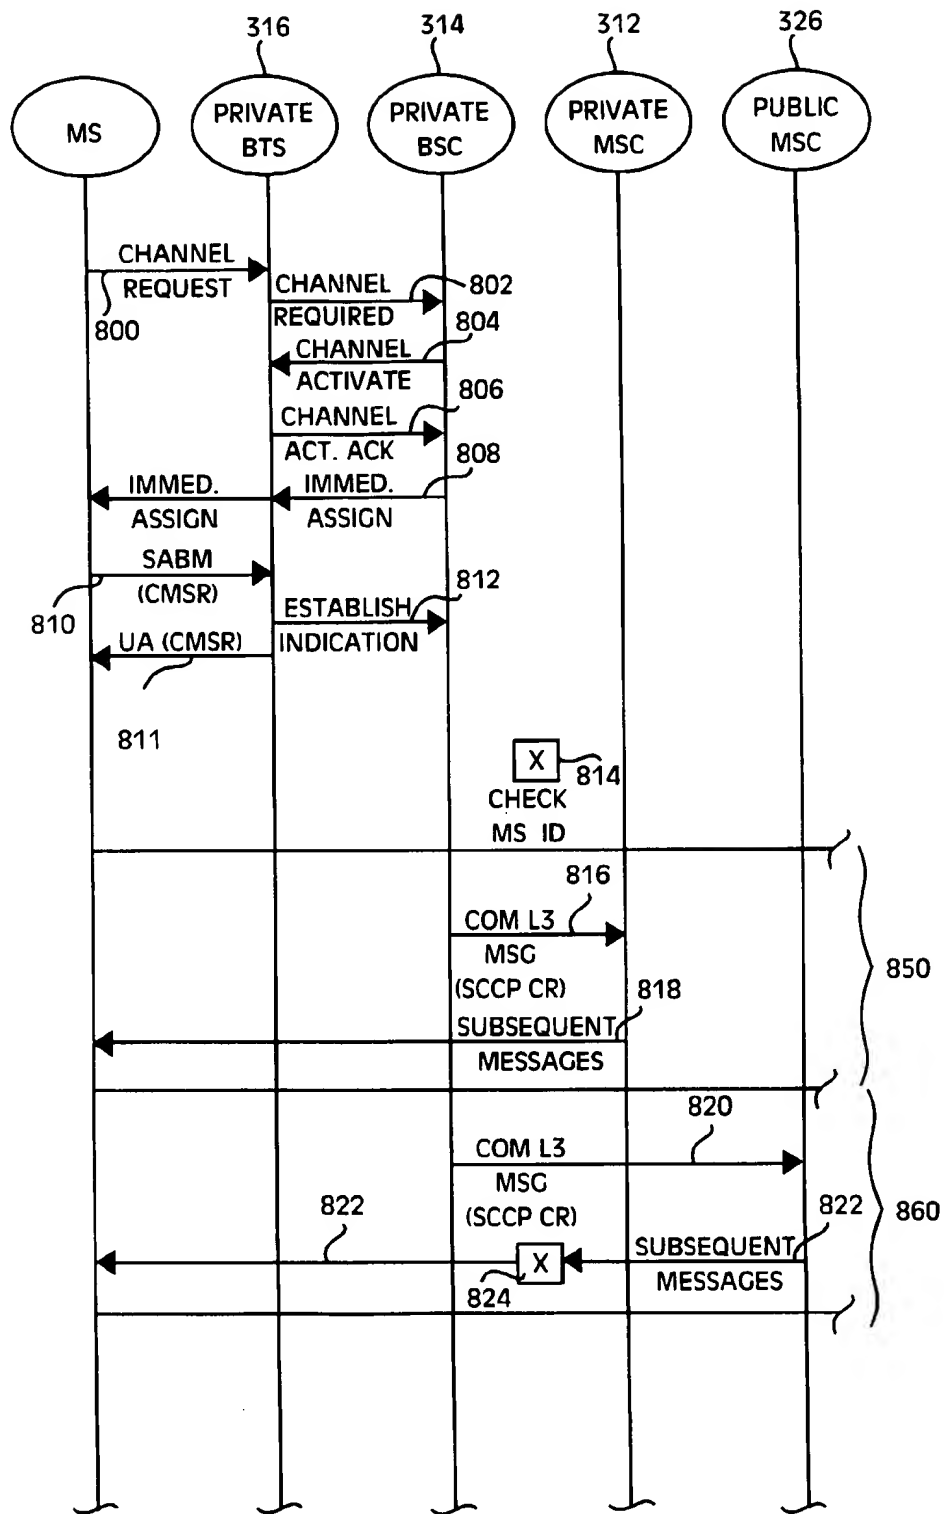 316
314
312
326
MS
PRIVATE
BTS
PRIVATE
BSC
PRIVATE
MSC
PUBLIC
MSC
CHANNEL
REQUEST
800
CHANNEL
REQUIRED
802
CHANNEL
ACTIVATE
804
CHANNEL
ACT. ACK
806
IMMED.
ASSIGN
IMMED.
ASSIGN
808
SABM
(CMSR)
810
ESTABLISH
INDICATION
812
UA (CMSR)
811
X
814
CHECK
MS ID
COM L3
MSG
(SCCP CR)
816
SUBSEQUENT
MESSAGES
818
850
COM L3
MSG
(SCCP CR)
820
822
X
824
SUBSEQUENT
MESSAGES
822
860